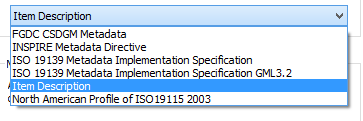 Item Description
FGDC CSDGM Metadata
INSPIRE Metadata Directive
ISO 19139 Metadata Implementation Specification
ISO 19139 Metadata Implementation Specification GML3.2
Item Description
North American Profile of ISO19115 2003